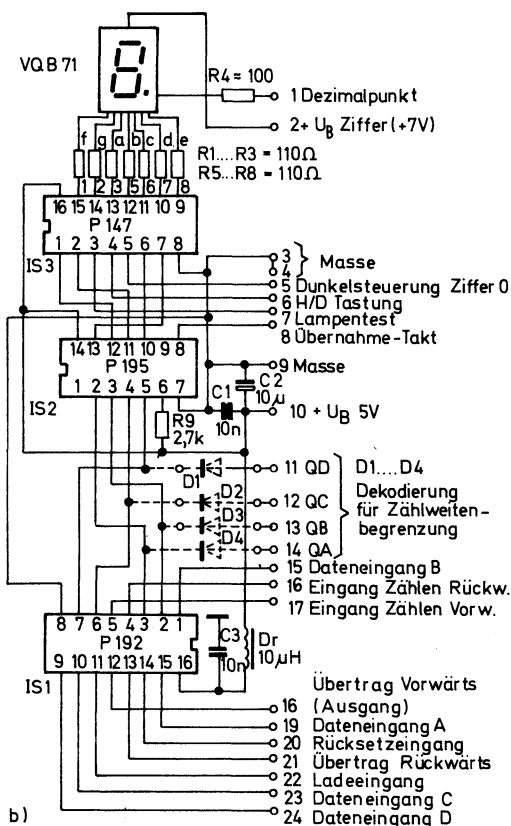 VQB 71
8.
R4 = 100
1 Dezimalpunkt
2+ UB Ziffer (+7V)
f g a b c d e
R1....R3 = 110Ω
R5...R8 = 110Ω
1 2 3 5 6 7 8
16 15 14 13 12 11 10 9
P 147
1 2 3 4 5 6 7 8
IS3
3
4 } Masse
5 Dunkelsteuerung Ziffer 0
6 H/D Tastung
7 Lampentest
8 Übernahme-Takt
14 13 12 11 10 9 8
P 195
1 2 3 4 5 6 7
IS2
9 Masse
C1
10n
C2
10µ
10 + UB 5V
R9
2,7k
D1
11 QD
D2
12 QC
D3
13 QB
D4
14 QA
D1....D4
Dekodierung
für Zählweiten-
begrenzung
15 Dateneingang B
16 Eingang Zählen Rückw.
17 Eingang Zählen Vorw.
8 7 6 5 4 3 2 1
P 192
9 10 11 12 13 14 15 16
IS1
C3
10n
Dr
10µH
Übertrag Vorwärts
16 (Ausgang)
19 Dateneingang A
20 Rücksetzeingang
21 Übertrag Rückwärts
22 Ladeeingang
23 Dateneingang C
24 Dateneingang D
b)